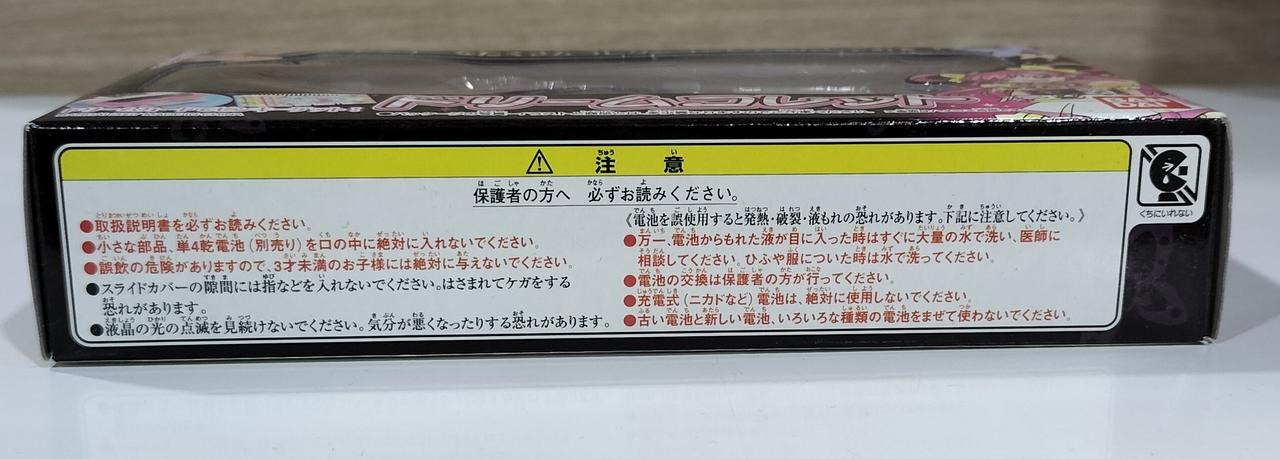 ドリームコレクト
BAN
DAI
注意
保護者の方へ 必ずお読みください。
●取扱説明書を必ずお読みください。
●小さな部品、単4乾電池(別売り)を口の中に絶対に入れないでください。
●誤飲の危険がありますので、3才未満のお子様には絶対に与えないでください。
●スライドカバーの隙間には指などを入れないでください。はさまれてケガをする
恐れがあります。
●液晶の光の点滅を見続けないでください。気分が悪くなったりする恐れがあります。
《電池を誤使用すると発熱・破裂・液もれの恐れがあります。下記に注意してください。》
●万一、電池からもれた液が目に入った時はすぐに大量の水で洗い、医師に
相談してください。ひふや服についた時は水で洗ってください。
●電池の交換は保護者の方が行ってください。
●充電式(ニカドなど)電池は、絶対に使用しないでください。
●古い電池と新しい電池、いろいろな種類の電池をまぜて使わないでください。
くちにいれない